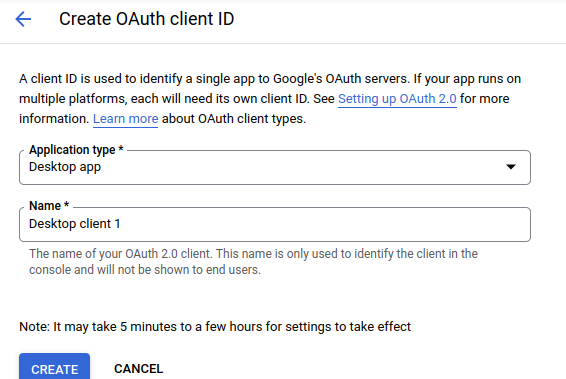 Create OAuth client ID
A client ID is used to identify a single app to Google's OAuth servers. If your app runs on
multiple platforms, each will need its own client ID. See Setting up OAuth 2.0 for more
information. Learn more about OAuth client types.
Application type *
Desktop app
Name *
Desktop client 1
The name of your OAuth 2.0 client. This name is only used to identify the client in the
console and will not be shown to end users.
Note: It may take 5 minutes to a few hours for settings to take effect
CREATE CANCEL